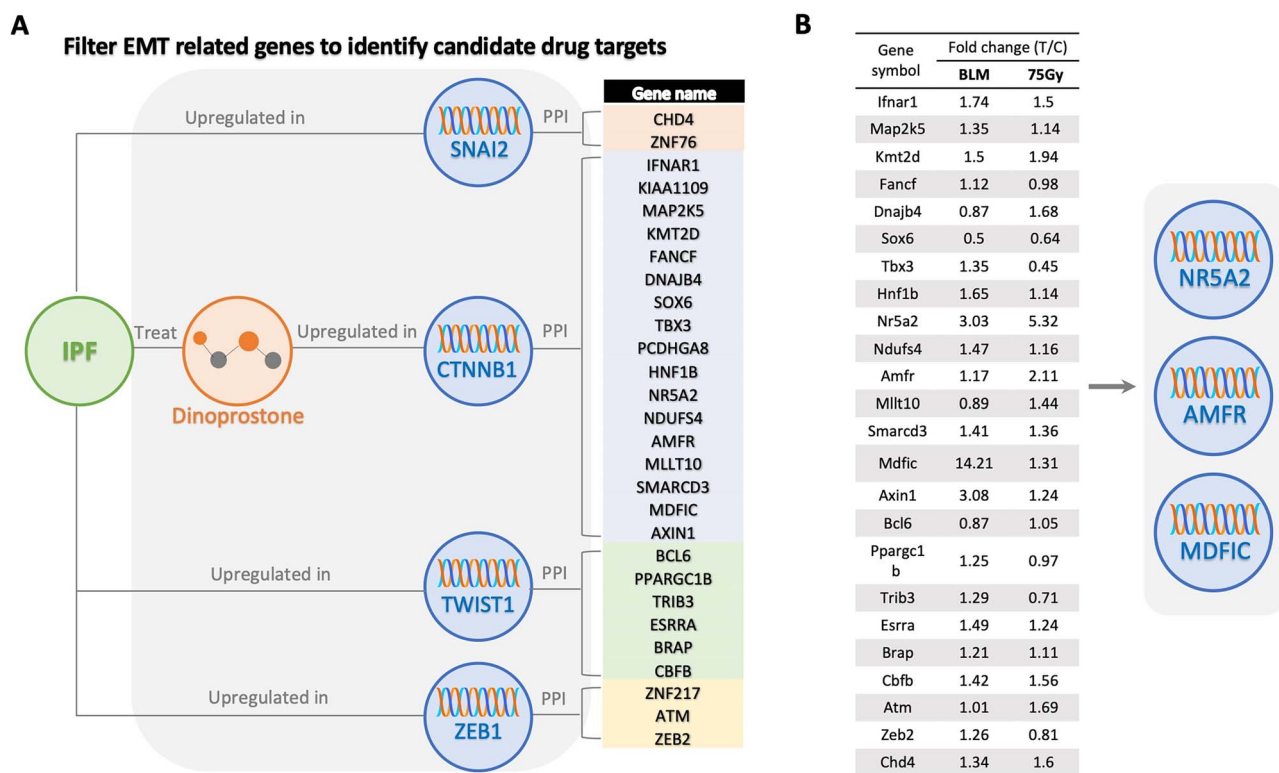 A
Filter EMT related genes to identify candidate drug targets
Upregulated in
SNAI2
PPI
IPF
Treat
Dinoprostone
Upregulated in
CTNNB1
PPI
Upregulated in
TWIST1
PPI
Upregulated in
ZEB1
PPI
Gene name
CHD4
ZNF76
IFNAR1
KIAA1109
MAP2K5
KMT2D
FANCF
DNAJB4
SOX6
TBX3
PCDHGA8
HNF1B
NR5A2
NDUFS4
AMFR
MLLT10
SMARCD3
MDFIC
AXIN1
BCL6
PPARGC1B
TRIB3
ESRRA
BRAP
CBFB
ZNF217
ATM
ZEB2
B
Gene symbol Fold change (T/C)
BLM 75Gy
Ifnar1 1.74 1.5
Map2k5 1.35 1.14
Kmt2d 1.5 1.94
Fancf 1.12 0.98
Dnajb4 0.87 1.68
Sox6 0.5 0.64
Tbx3 1.35 0.45
Hnf1b 1.65 1.14
Nr5a2 3.03 5.32
Ndufs4 1.47 1.16
Amfr 1.17 2.11
Mllt10 0.89 1.44
Smarcd3 1.41 1.36
Mdfic 14.21 1.31
Axin1 3.08 1.24
Bcl6 0.87 1.05
Ppargc1
b 1.25 0.97
Trib3 1.29 0.71
Esrra 1.49 1.24
Brap 1.21 1.11
Cbfb 1.42 1.56
Atm 1.01 1.69
Zeb2 1.26 0.81
Chd4 1.34 1.6
NR5A2
AMFR
MDFIC